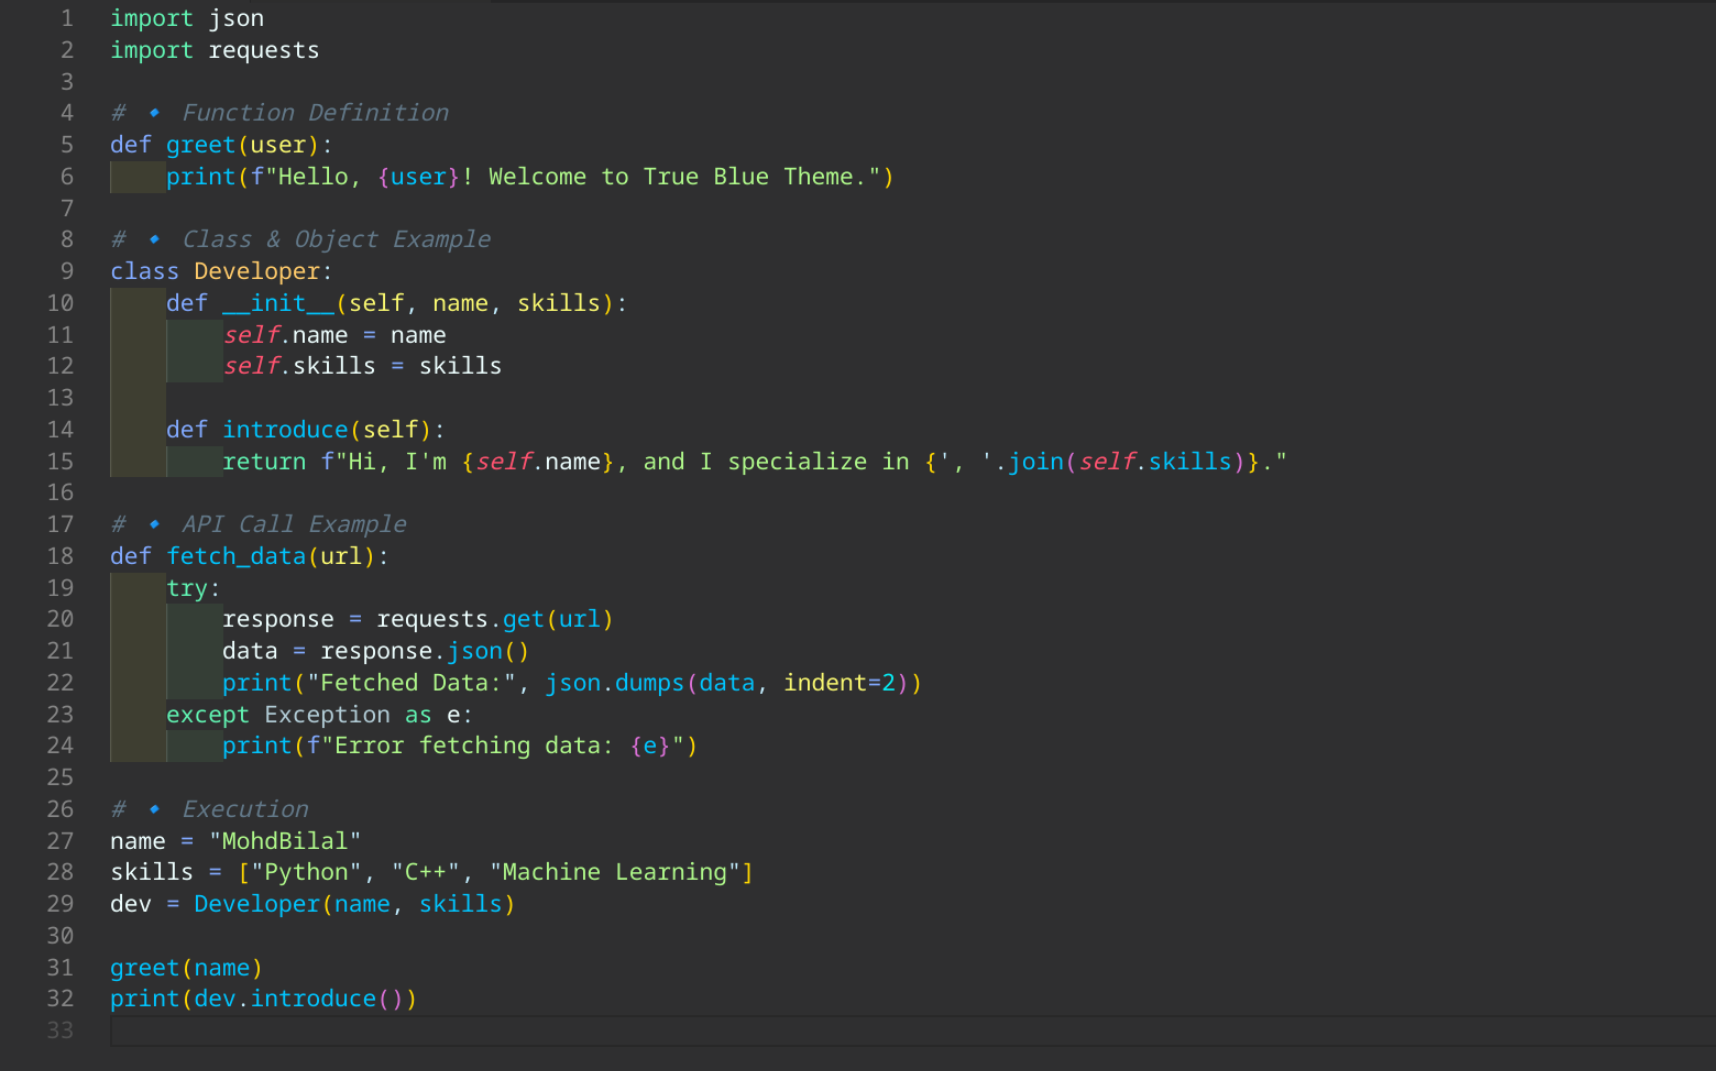 1 import json
2 import requests
3
4 # 🔹 Function Definition
5 def greet(user):
6     print(f"Hello, {user}! Welcome to True Blue Theme.")
7
8 # 🔹 Class & Object Example
9 class Developer:
10     def __init__(self, name, skills):
11         self.name = name
12         self.skills = skills
13
14     def introduce(self):
15         return f"Hi, I'm {self.name}, and I specialize in {', '.join(self.skills)}."
16
17 # 🔹 API Call Example
18 def fetch_data(url):
19     try:
20         response = requests.get(url)
21         data = response.json()
22         print("Fetched Data:", json.dumps(data, indent=2))
23     except Exception as e:
24         print(f"Error fetching data: {e}")
25
26 # 🔹 Execution
27 name = "MohdBilal"
28 skills = ["Python", "C++", "Machine Learning"]
29 dev = Developer(name, skills)
30
31 greet(name)
32 print(dev.introduce())
33